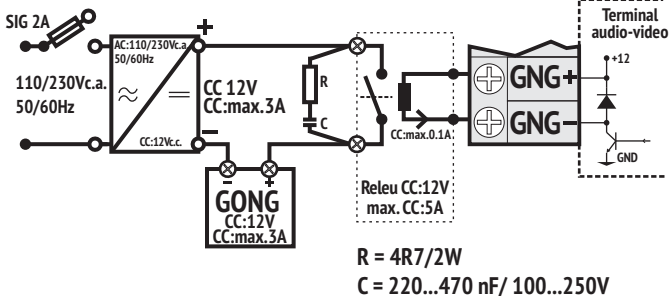 SIG 2A
110/230Vc.a.
50/60Hz
AC:110/230Vc.a.
50/60Hz
CC:12Vc.c.
+
CC 12V
CC:max.3A
−
R
C
− +
GONG
CC:12V
CC:max.3A
CC:max.0.1A
Releu CC:12V
max. CC:5A
GNG+
GNG−
Terminal
audio-video
+12
GND
R = 4R7/2W
C = 220...470 nF/ 100...250V